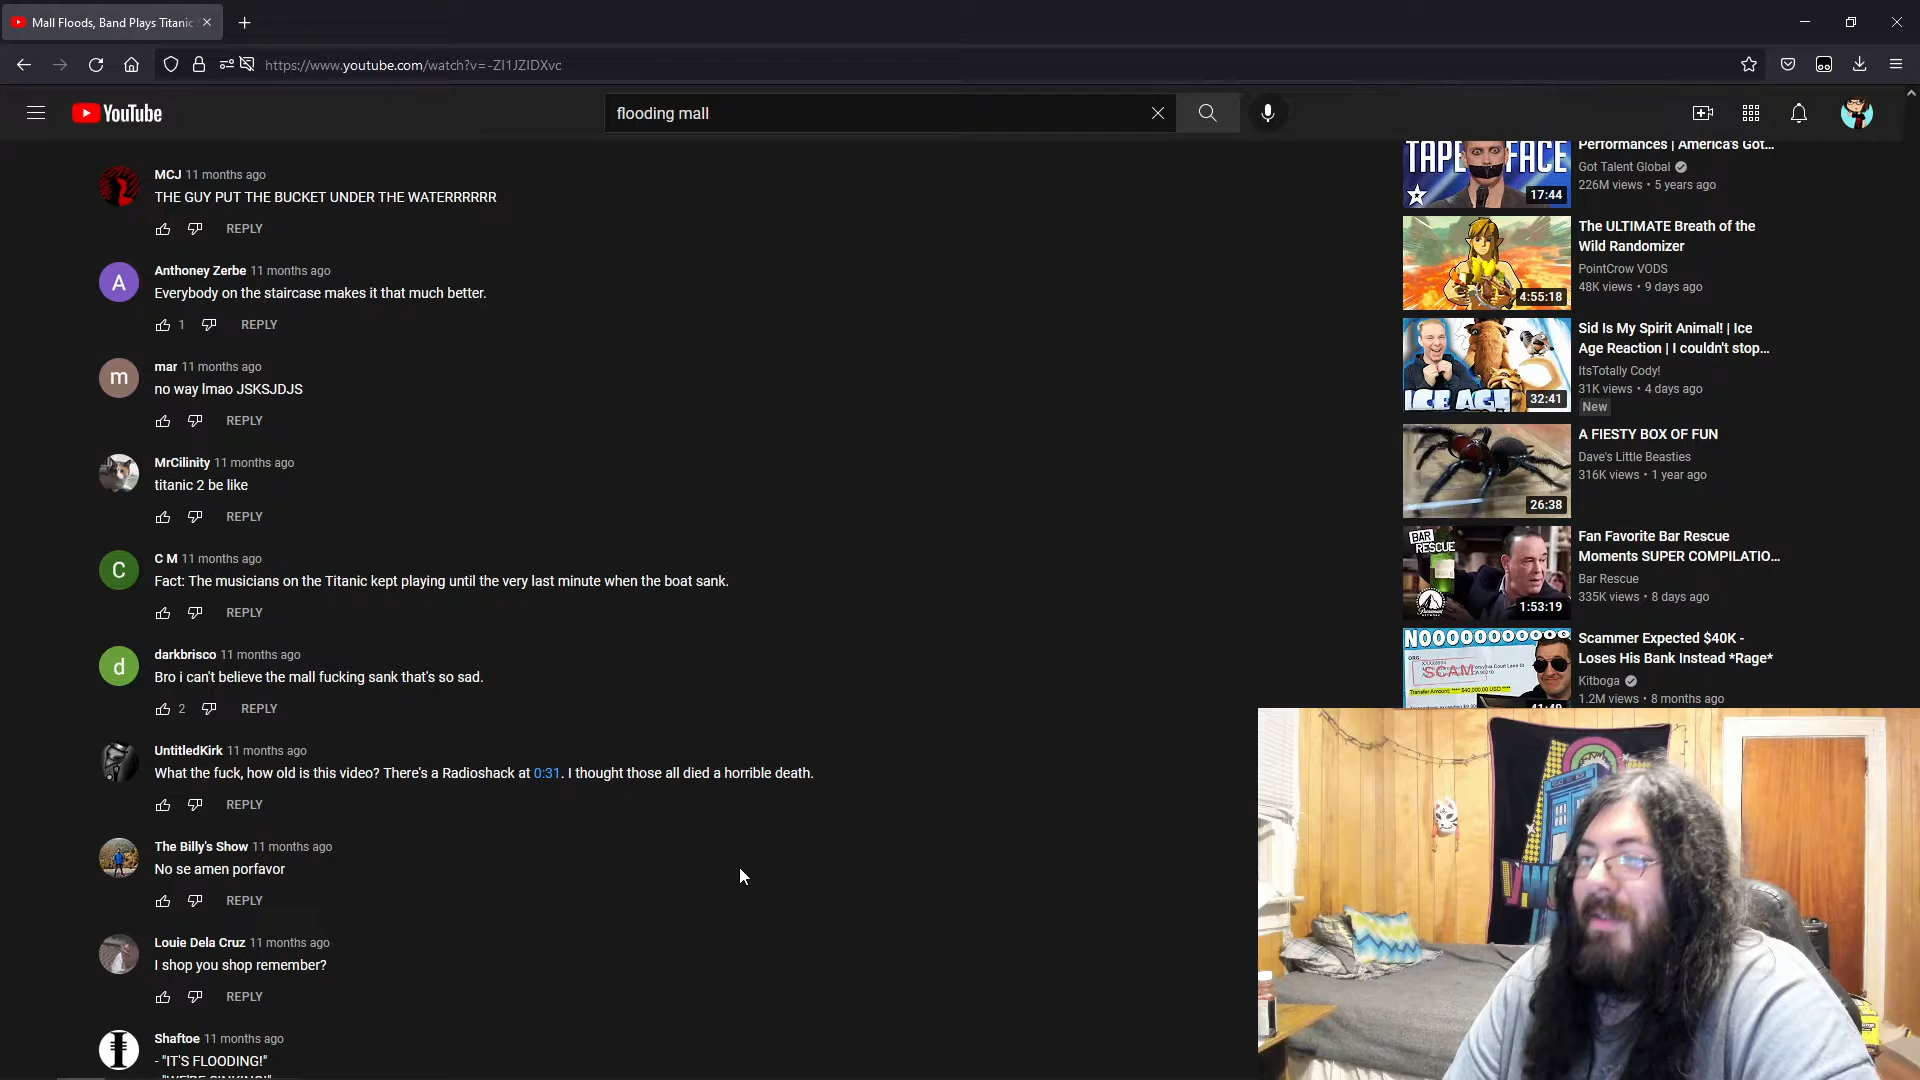 Mall Floods, Band Plays Titanic
https://www.youtube.com/watch?v=-ZI1JZIDXvc
YouTube
flooding mall
MCJ 11 months ago
THE GUY PUT THE BUCKET UNDER THE WATERRRRRR
REPLY
Anthoney Zerbe 11 months ago
Everybody on the staircase makes it that much better.
1 REPLY
mar 11 months ago
no way lmao JSKSJDJS
REPLY
MrCilinity 11 months ago
titanic 2 be like
REPLY
C M 11 months ago
Fact: The musicians on the Titanic kept playing until the very last minute when the boat sank.
REPLY
darkbrisco 11 months ago
Bro i can't believe the mall fucking sank that's so sad.
2 REPLY
UntitledKirk 11 months ago
What the fuck, how old is this video? There's a Radioshack at 0:31. I thought those all died a horrible death.
REPLY
The Billy's Show 11 months ago
No se amen porfavor
REPLY
Louie Dela Cruz 11 months ago
I shop you shop remember?
REPLY
Shaftoe 11 months ago
- "IT'S FLOODING!"
- "WE'RE SINKING!"
TAPE FACE
17:44
Performances | America's Got...
Got Talent Global
226M views • 5 years ago
4:55:18
The ULTIMATE Breath of the
Wild Randomizer
PointCrow VODS
48K views • 9 days ago
ICE AGE
32:41
Sid Is My Spirit Animal! | Ice
Age Reaction | I couldn't stop...
ItsTotally Cody!
31K views • 4 days ago
New
26:38
A FIESTY BOX OF FUN
Dave's Little Beasties
316K views • 1 year ago
BAR
RESCUE
1:53:19
Fan Favorite Bar Rescue
Moments SUPER COMPILATIO...
Bar Rescue
335K views • 8 days ago
NOOOOOOOOOO
SCAM
Scammer Expected $40K -
Loses His Bank Instead *Rage*
Kitboga
1.2M views • 8 months ago